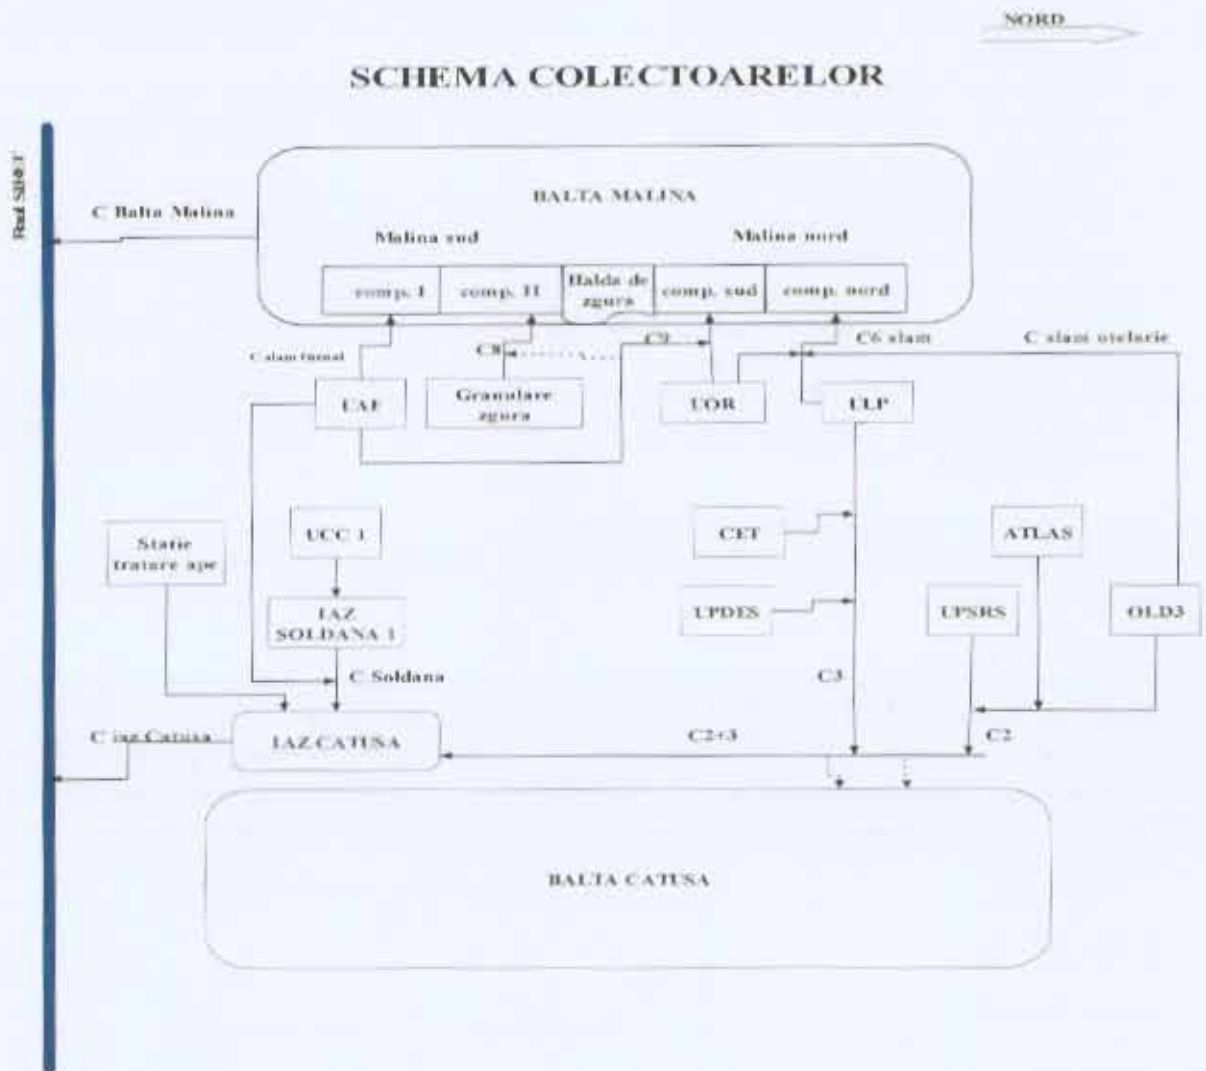 NORD
SCHEMA COLECTOARELOR
Raul SIRET
BALTA MALINA
C Balta Malina
Malina sud
Malina nord
comp. I
comp. II
Halda de
zgura
comp. sud
comp. nord
C slam furnal
C8
C9
C6 slam
C slam otelarie
UAF
Granulare
zgura
UOR
ULP
Statie
tratare ape
UCC 1
CET
ATLAS
IAZ
SOLDANA 1
UPDES
UPSRS
OLD3
C Soldana
C3
C iaz Catusa
IAZ CATUSA
C2+3
C2
BALTA CATUSA